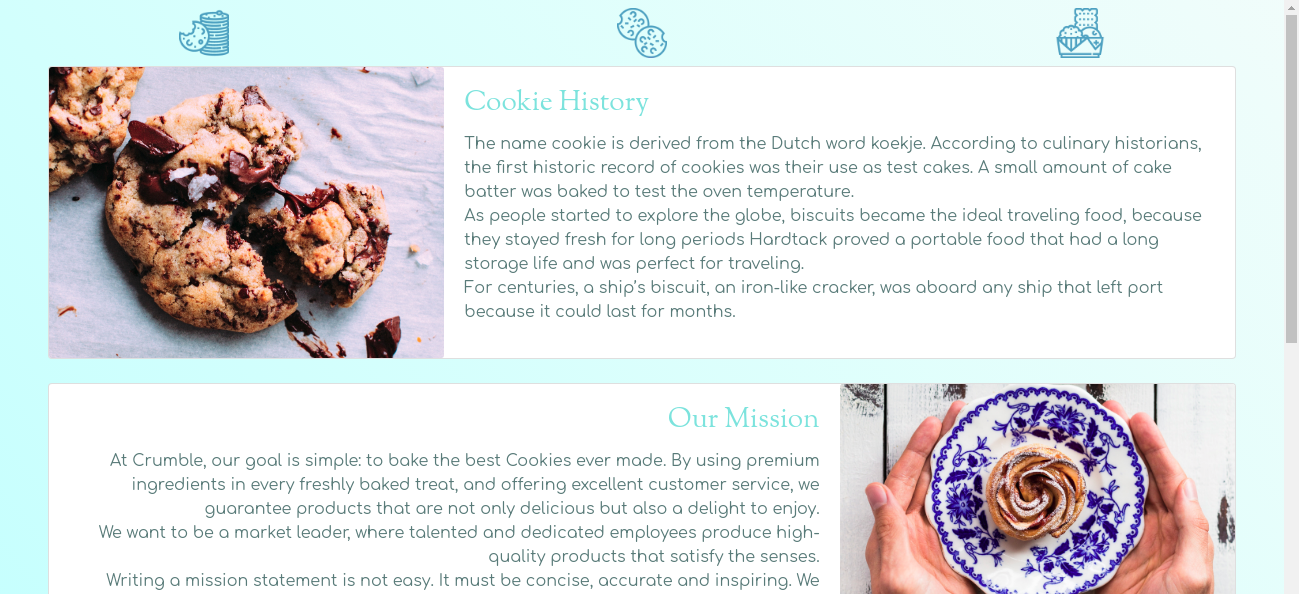 Cookie History
The name cookie is derived from the Dutch word koekje. According to culinary historians,
the first historic record of cookies was their use as test cakes. A small amount of cake
batter was baked to test the oven temperature.
As people started to explore the globe, biscuits became the ideal traveling food, because
they stayed fresh for long periods Hardtack proved a portable food that had a long
storage life and was perfect for traveling.
For centuries, a ship's biscuit, an iron-like cracker, was aboard any ship that left port
because it could last for months.
Our Mission
At Crumble, our goal is simple: to bake the best Cookies ever made. By using premium
ingredients in every freshly baked treat, and offering excellent customer service, we
guarantee products that are not only delicious but also a delight to enjoy.
We want to be a market leader, where talented and dedicated employees produce high-
quality products that satisfy the senses.
Writing a mission statement is not easy. It must be concise, accurate and inspiring. We